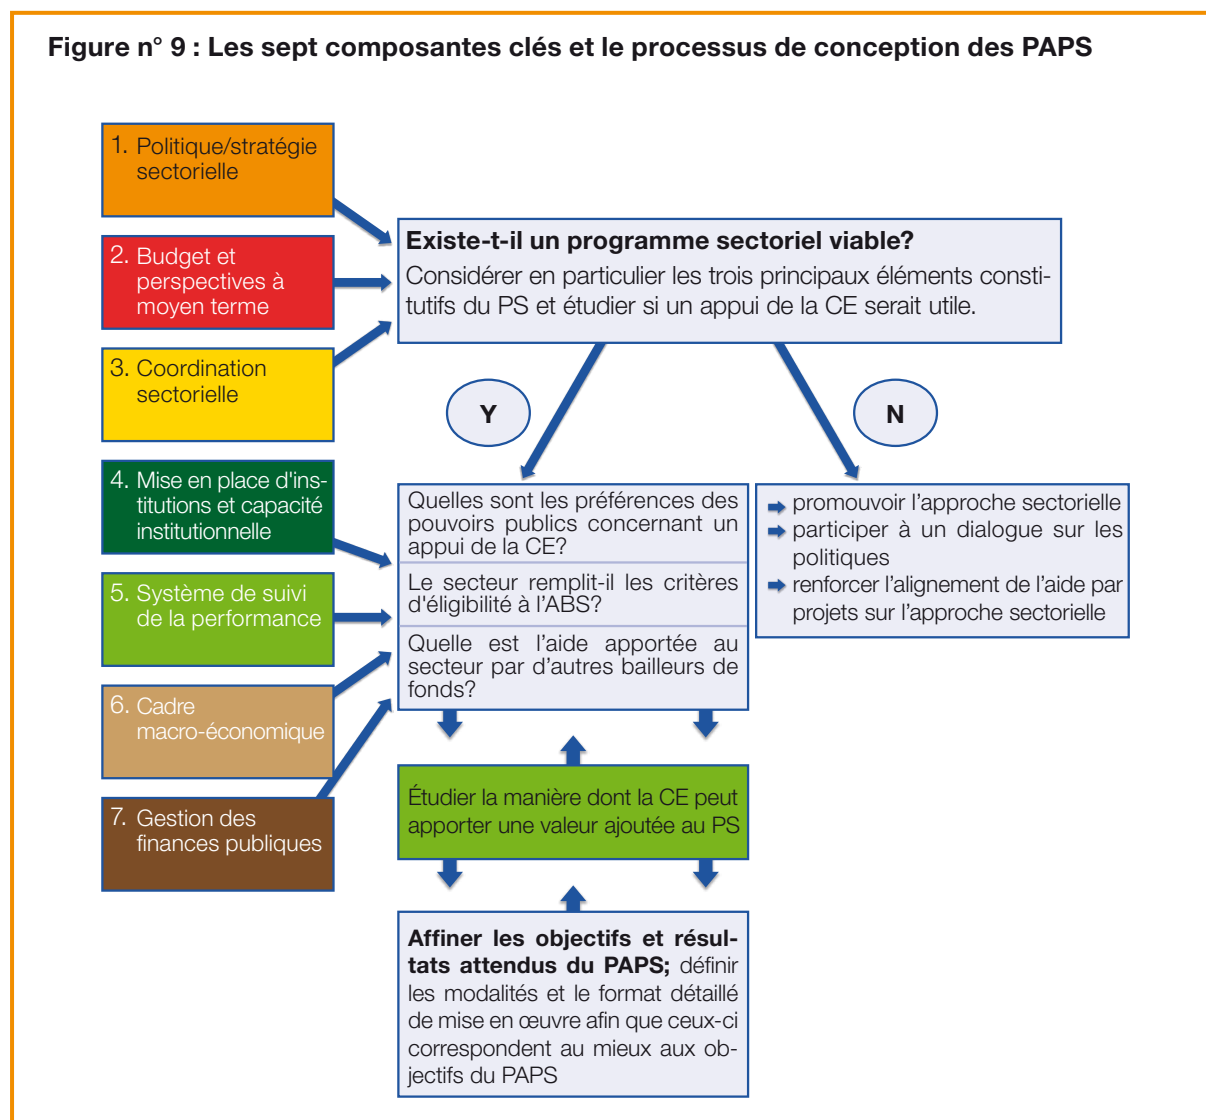 Figure n° 9 : Les sept composantes clés et le processus de conception des PAPS
1. Politique/stratégie
sectorielle
2. Budget et
perspectives à
moyen terme
3. Coordination
sectorielle
4. Mise en place d'ins-
titutions et capacité
institutionnelle
5. Système de suivi
de la performance
6. Cadre
macro-économique
7. Gestion des
finances publiques
Existe-t-il un programme sectoriel viable?
Considérer en particulier les trois principaux éléments consti-
tutifs du PS et étudier si un appui de la CE serait utile.
Y
N
Quelles sont les préférences des
pouvoirs publics concernant un
appui de la CE?
Le secteur remplit-il les critères
d'éligibilité à l’ABS?
Quelle est l’aide apportée au
secteur par d’autres bailleurs de
fonds?
promouvoir l’approche sectorielle
participer à un dialogue sur les
politiques
renforcer l’alignement de l’aide par
projets sur l’approche sectorielle
Étudier la manière dont la CE peut
apporter une valeur ajoutée au PS
Affiner les objectifs et résul-
tats attendus du PAPS; définir
les modalités et le format détaillé
de mise en œuvre afin que ceux-ci
correspondent au mieux aux ob-
jectifs du PAPS